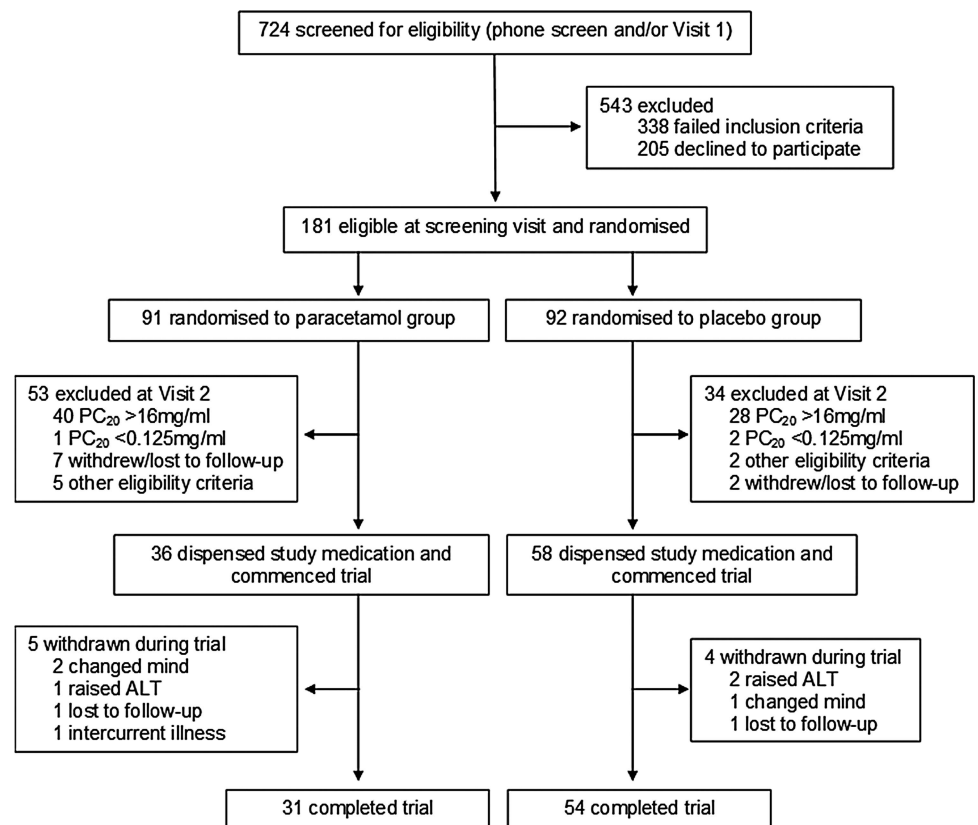 724 screened for eligibility (phone screen and/or Visit 1)
543 excluded
338 failed inclusion criteria
205 declined to participate
181 eligible at screening visit and randomised
91 randomised to paracetamol group
92 randomised to placebo group
53 excluded at Visit 2
40 PC₂₀ >16mg/ml
1 PC₂₀ <0.125mg/ml
7 withdrew/lost to follow-up
5 other eligibility criteria
34 excluded at Visit 2
28 PC₂₀ >16mg/ml
2 PC₂₀ <0.125mg/ml
2 other eligibility criteria
2 withdrew/lost to follow-up
36 dispensed study medication and
commenced trial
58 dispensed study medication and
commenced trial
5 withdrawn during trial
2 changed mind
1 raised ALT
1 lost to follow-up
1 intercurrent illness
4 withdrawn during trial
2 raised ALT
1 changed mind
1 lost to follow-up
31 completed trial
54 completed trial